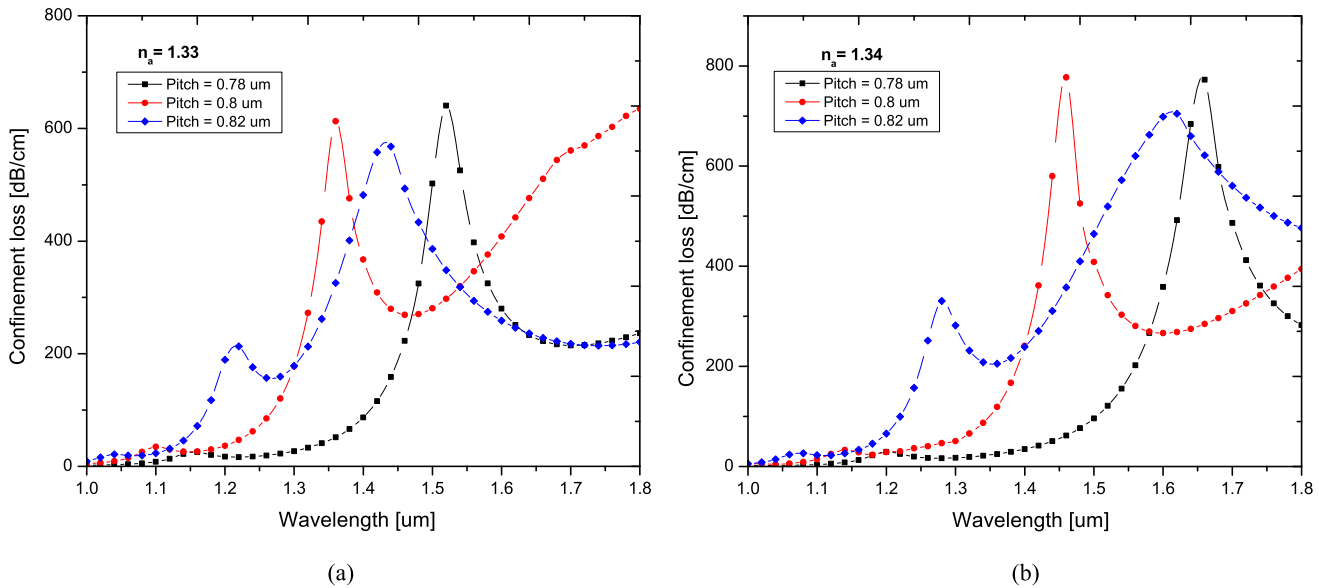 800
600
400
200
0
Confinement loss [dB/cm]
n_a= 1.33
Pitch = 0.78 um
Pitch = 0.8 um
Pitch = 0.82 um
1.0 1.1 1.2 1.3 1.4 1.5 1.6 1.7 1.8
Wavelength [um]
(a)
800
600
400
200
0
Confinement loss [dB/cm]
n_a= 1.34
Pitch = 0.78 um
Pitch = 0.8 um
Pitch = 0.82 um
1.0 1.1 1.2 1.3 1.4 1.5 1.6 1.7 1.8
Wavelength [um]
(b)